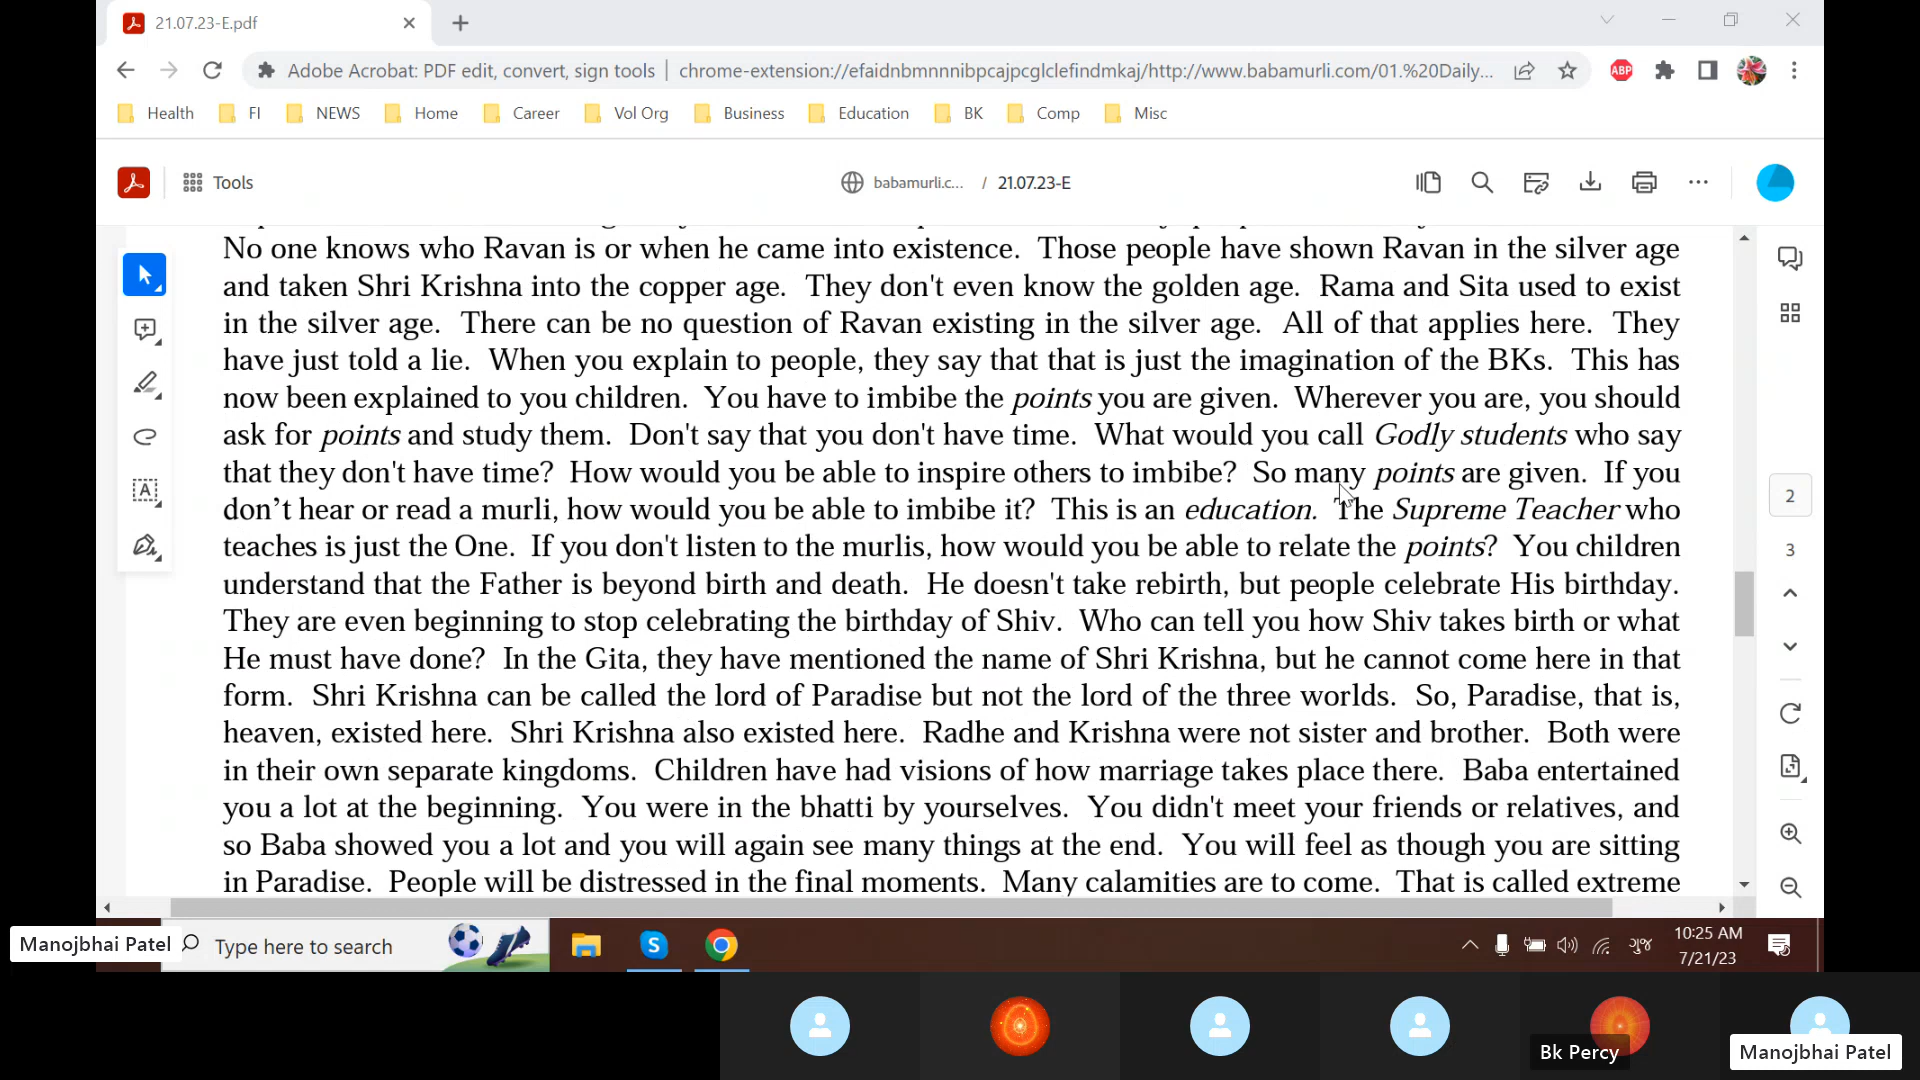 21.07.23-E.pdf
Adobe Acrobat: PDF edit, convert, sign tools | chrome-extension://efaidnbmnnnibpcajpcglclefindmkaj/http://www.babamurli.com/01.%20Daily...
ABP
Health FI NEWS Home Career Vol Org Business Education BK Comp Misc
Tools babamurli.c... / 21.07.23-E
No one knows who Ravan is or when he came into existence. Those people have shown Ravan in the silver age
and taken Shri Krishna into the copper age. They don't even know the golden age. Rama and Sita used to exist
in the silver age. There can be no question of Ravan existing in the silver age. All of that applies here. They
have just told a lie. When you explain to people, they say that that is just the imagination of the BKs. This has
now been explained to you children. You have to imbibe the points you are given. Wherever you are, you should
ask for points and study them. Don't say that you don't have time. What would you call Godly students who say
that they don't have time? How would you be able to inspire others to imbibe? So many points are given. If you
don’t hear or read a murli, how would you be able to imbibe it? This is an education. The Supreme Teacher who
teaches is just the One. If you don't listen to the murlis, how would you be able to relate the points? You children
understand that the Father is beyond birth and death. He doesn't take rebirth, but people celebrate His birthday.
They are even beginning to stop celebrating the birthday of Shiv. Who can tell you how Shiv takes birth or what
He must have done? In the Gita, they have mentioned the name of Shri Krishna, but he cannot come here in that
form. Shri Krishna can be called the lord of Paradise but not the lord of the three worlds. So, Paradise, that is,
heaven, existed here. Shri Krishna also existed here. Radhe and Krishna were not sister and brother. Both were
in their own separate kingdoms. Children have had visions of how marriage takes place there. Baba entertained
you a lot at the beginning. You were in the bhatti by yourselves. You didn't meet your friends or relatives, and
so Baba showed you a lot and you will again see many things at the end. You will feel as though you are sitting
in Paradise. People will be distressed in the final moments. Many calamities are to come. That is called extreme
2
3
Manojbhai Patel
Type here to search
ગુજ
10:25 AM
7/21/23
Bk Percy
Manojbhai Patel